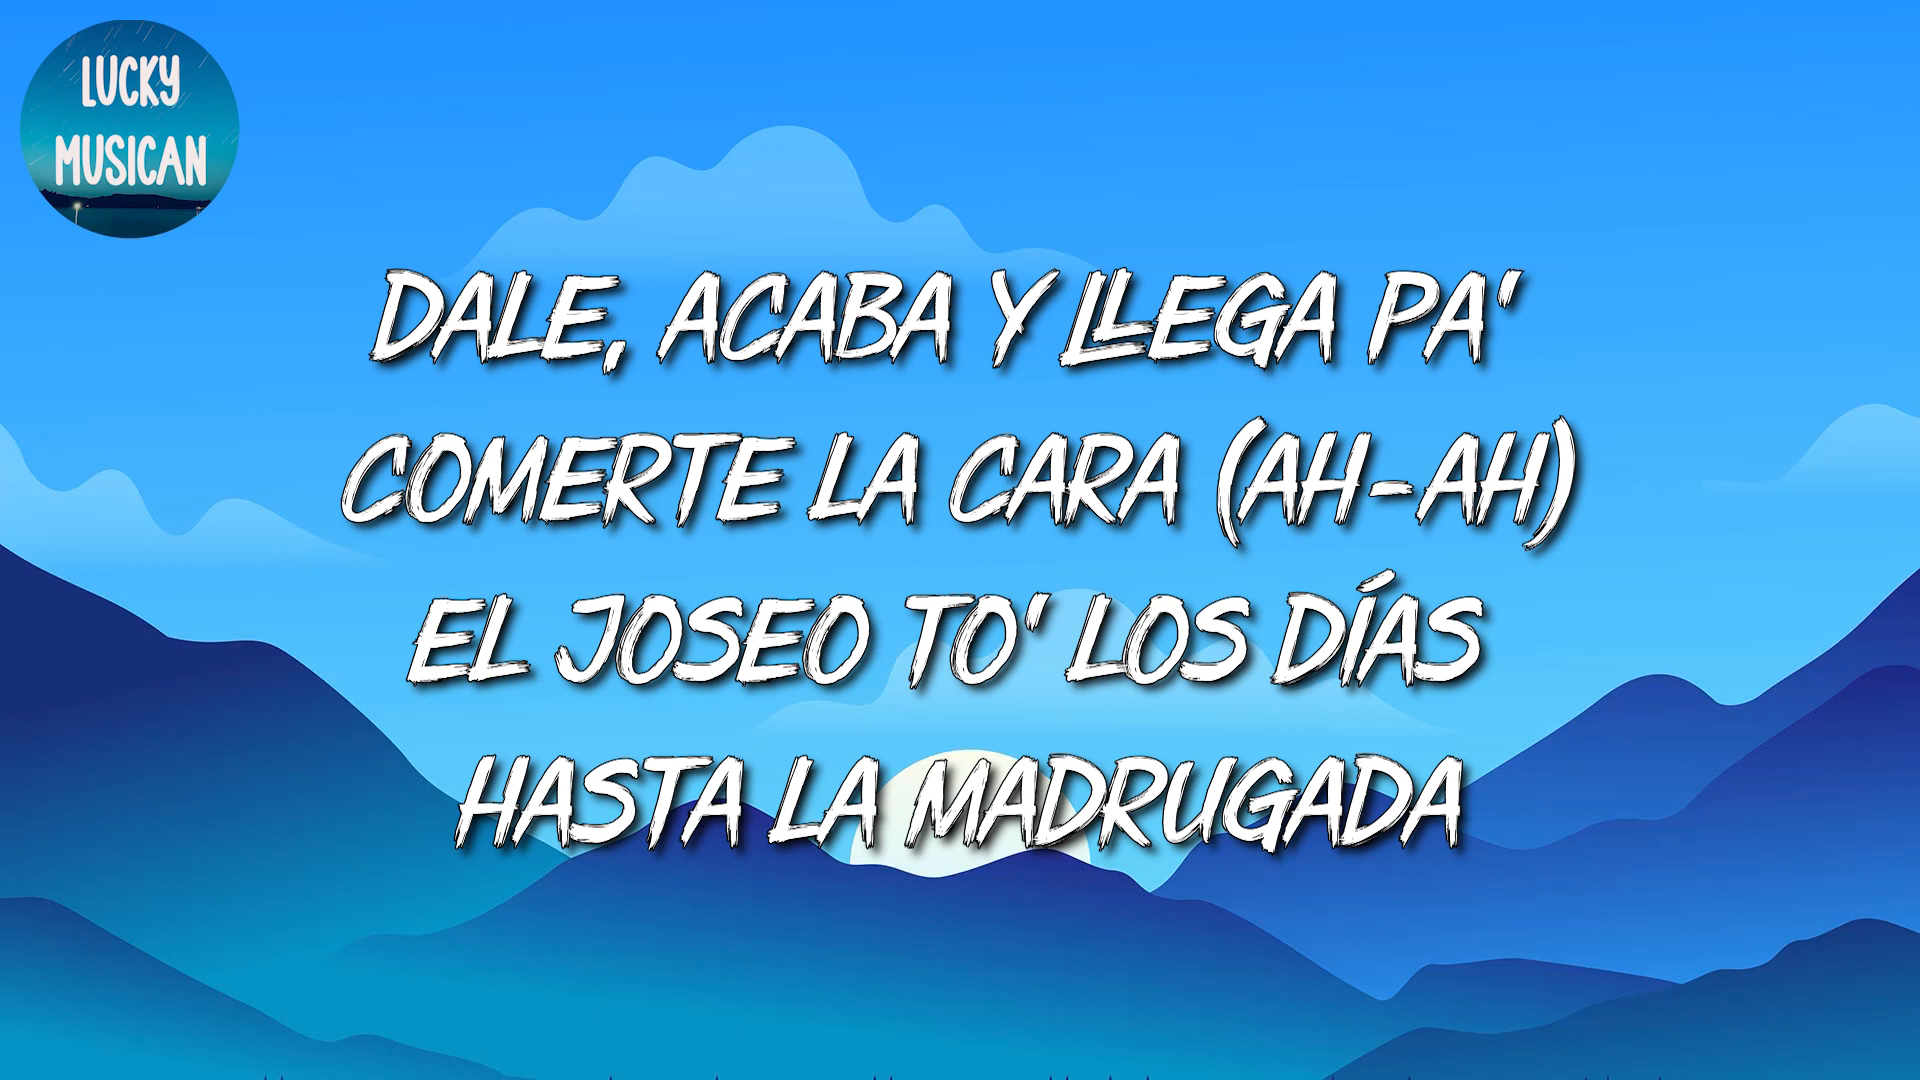 LUCKY
MUSICAN
DALE, ACABA Y LLEGA PA'
COMERTE LA CARA (AH-AH)
EL JOSEO TO' LOS DÍAS
HASTA LA MADRUGADA